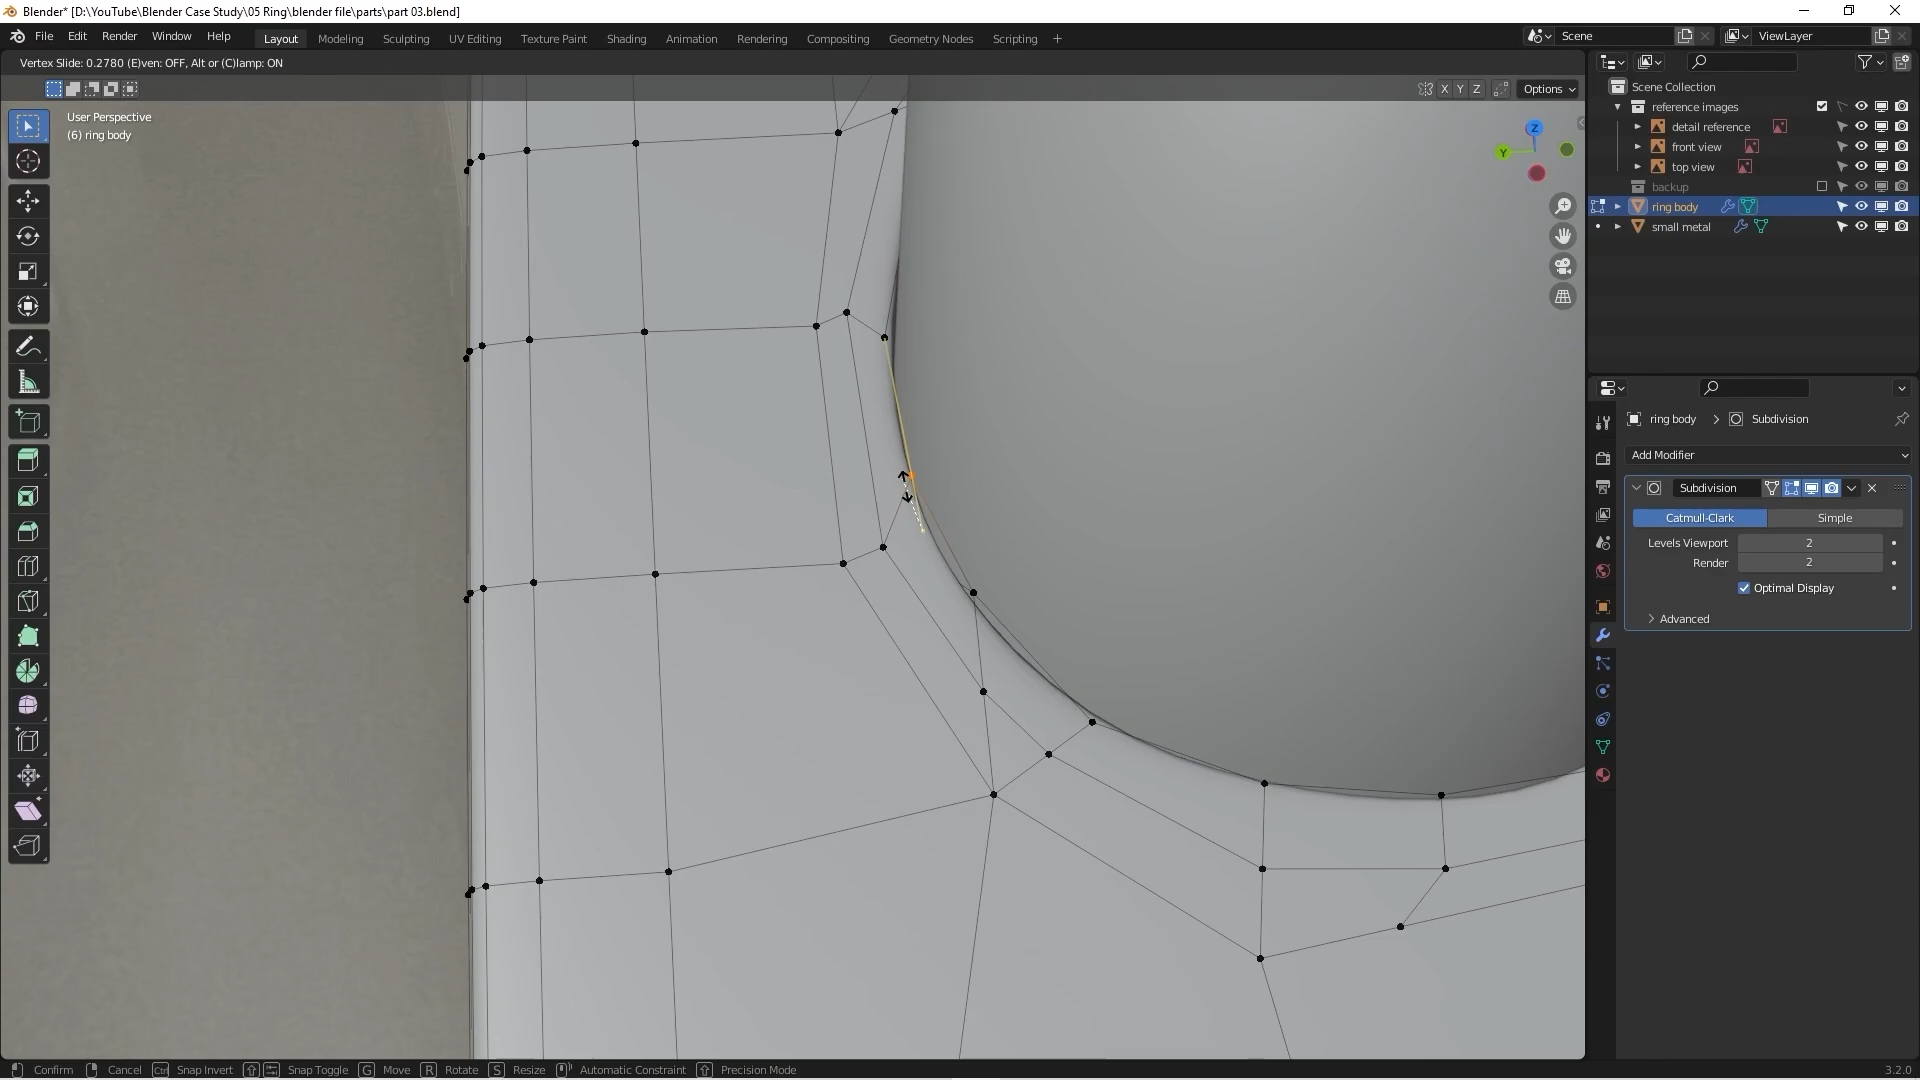 Blender* [D:\YouTube\Blender Case Study\05 Ring\blender file\parts\part 03.blend]
File Edit Render Window Help Layout Modeling Sculpting UV Editing Texture Paint Shading Animation Rendering Compositing Geometry Nodes Scripting + Scene ViewLayer
Vertex Slide: 0.2780 (E)ven: OFF, Alt or (C)lamp: ON
X Y Z Options
User Perspective
(6) ring body
Z
Y
Scene Collection
reference images
detail reference
front view
top view
backup
ring body
small metal
ring body > Subdivision
Add Modifier
Subdivision
Catmull-Clark Simple
Levels Viewport 2
Render 2
Optimal Display
Advanced
Confirm Cancel Ctrl Snap Invert Snap Toggle G Move R Rotate S Resize Automatic Constraint Precision Mode 3.2.0